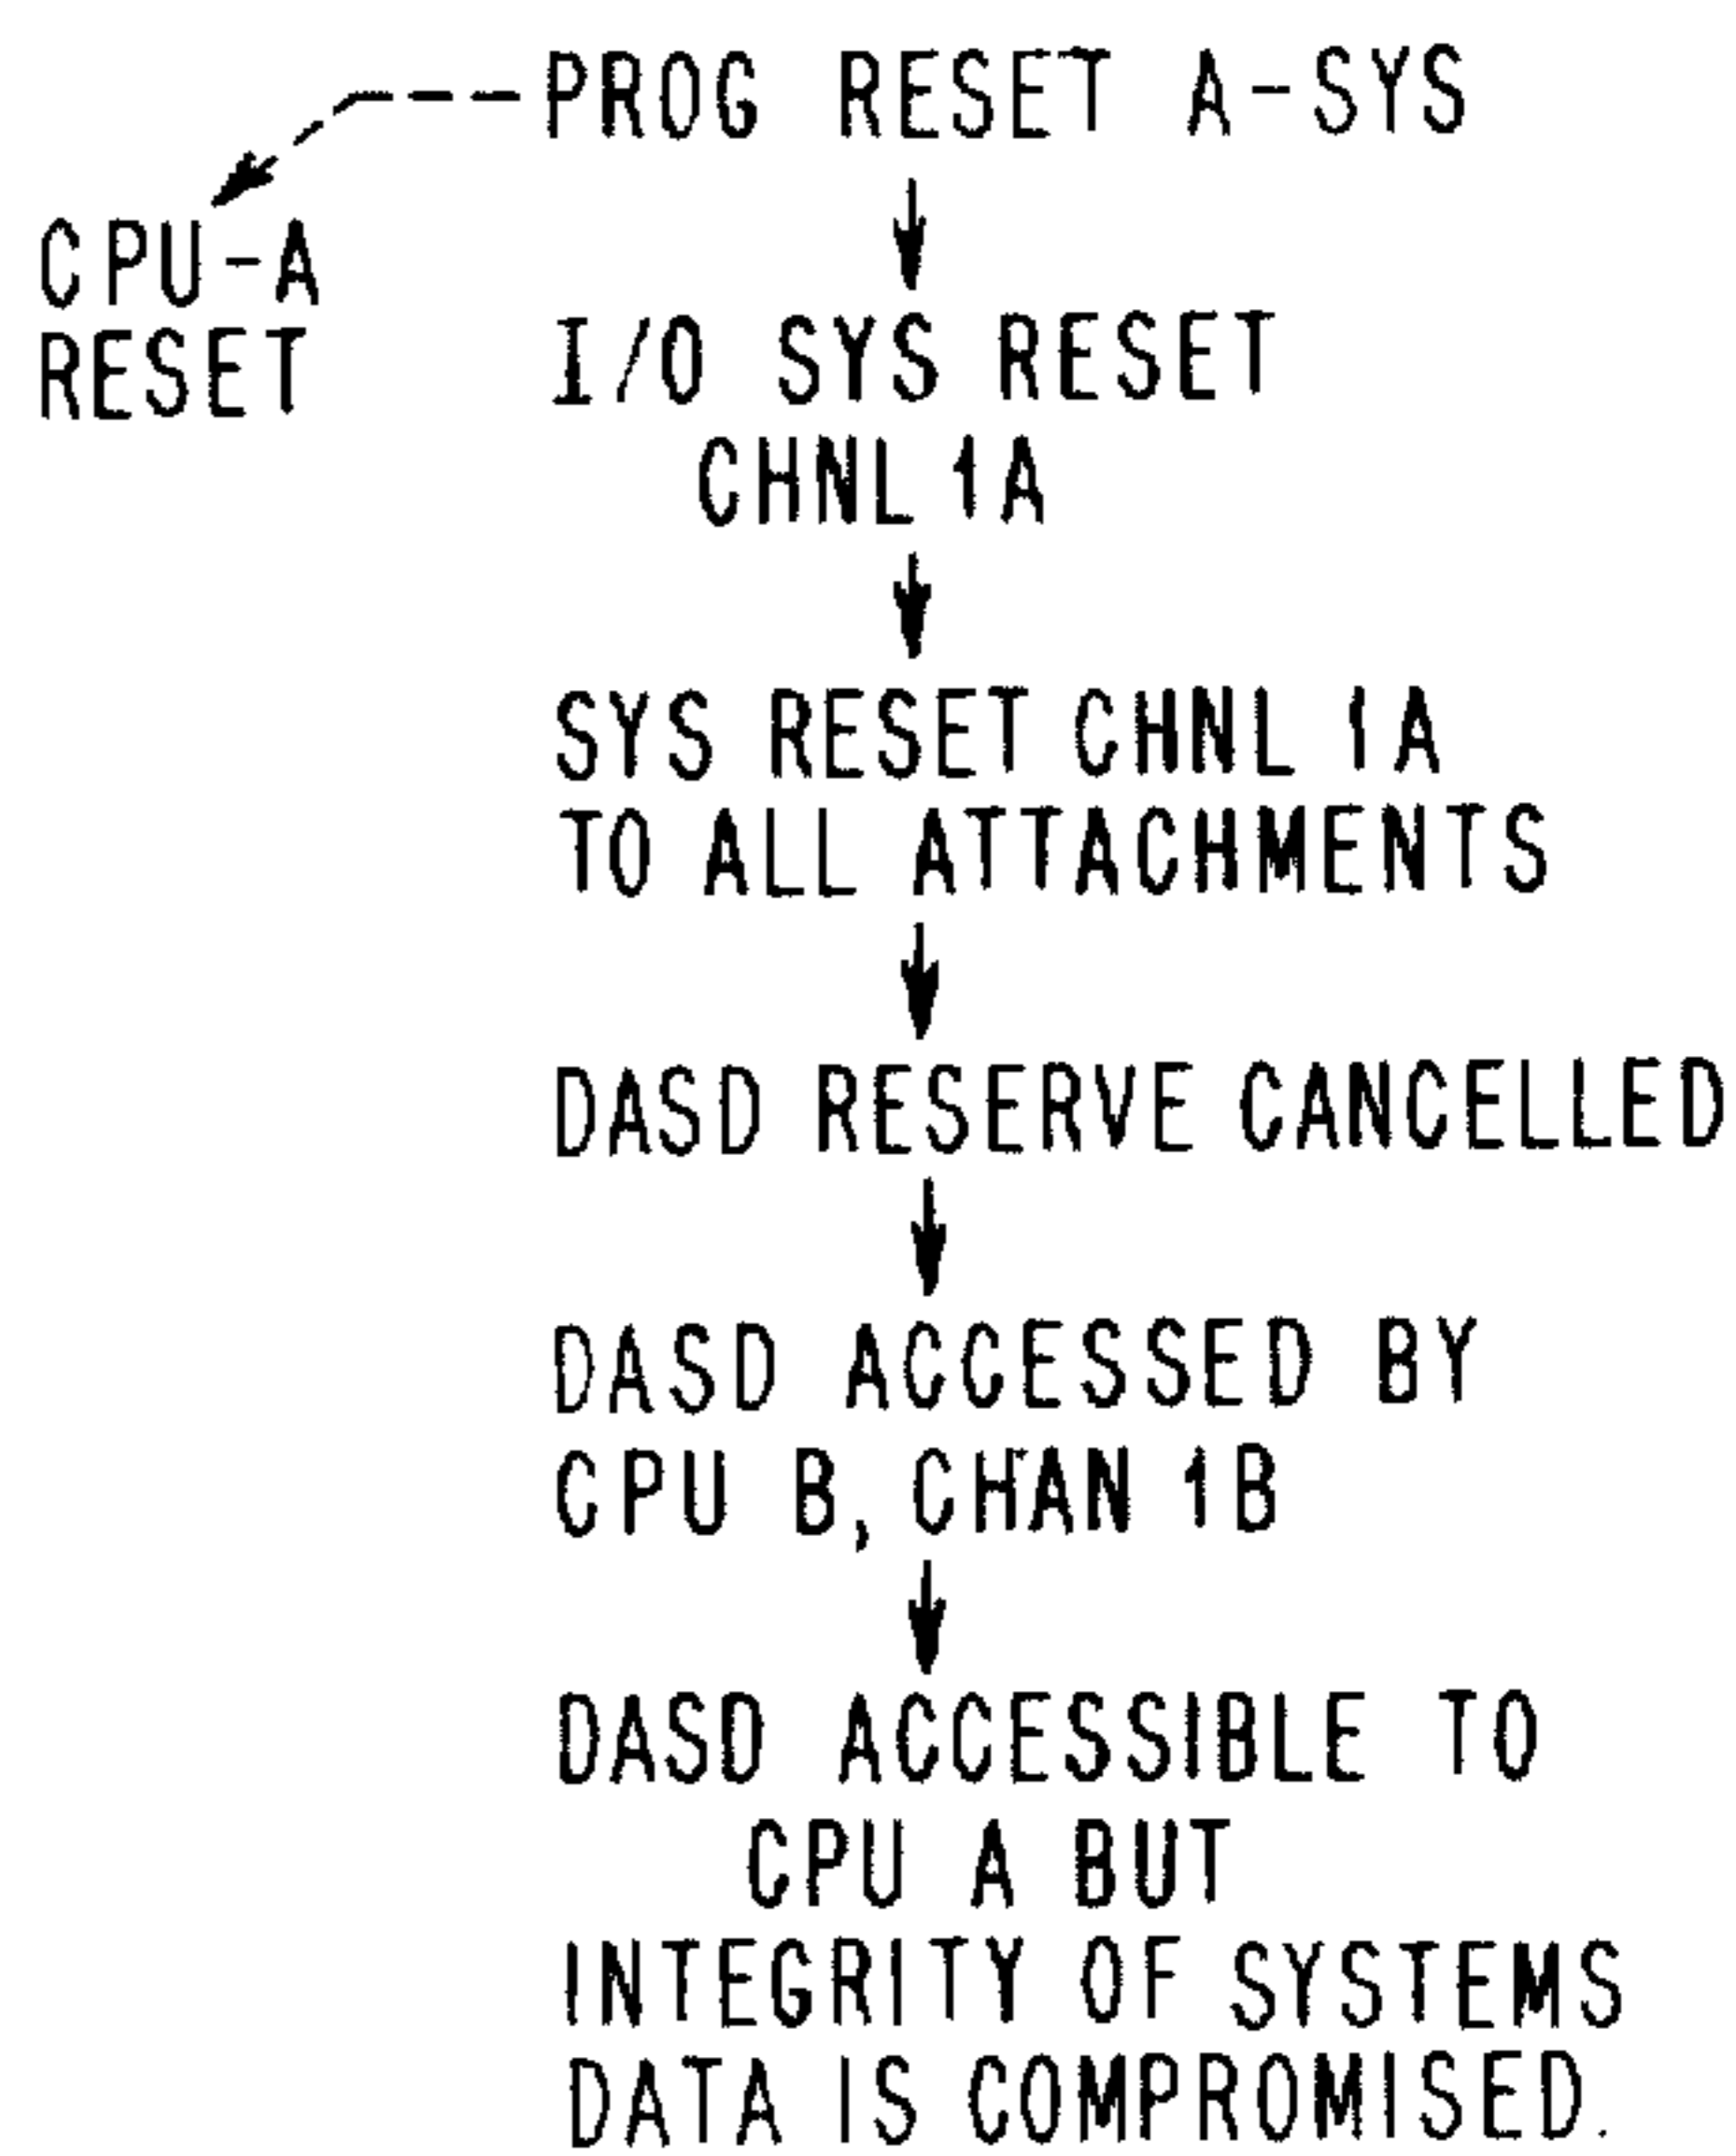 PROG RESET A-SYS
CPU-A
RESET
I/O SYS RESET
CHNL 1A
SYS RESET CHNL 1A
TO ALL ATTACHMENTS
DASD RESERVE CANCELLED
DASD ACCESSED BY
CPU B, CHAN 1B
DASD ACCESSIBLE TO
CPU A BUT
INTEGRITY OF SYSTEMS
DATA IS COMPROMISED.